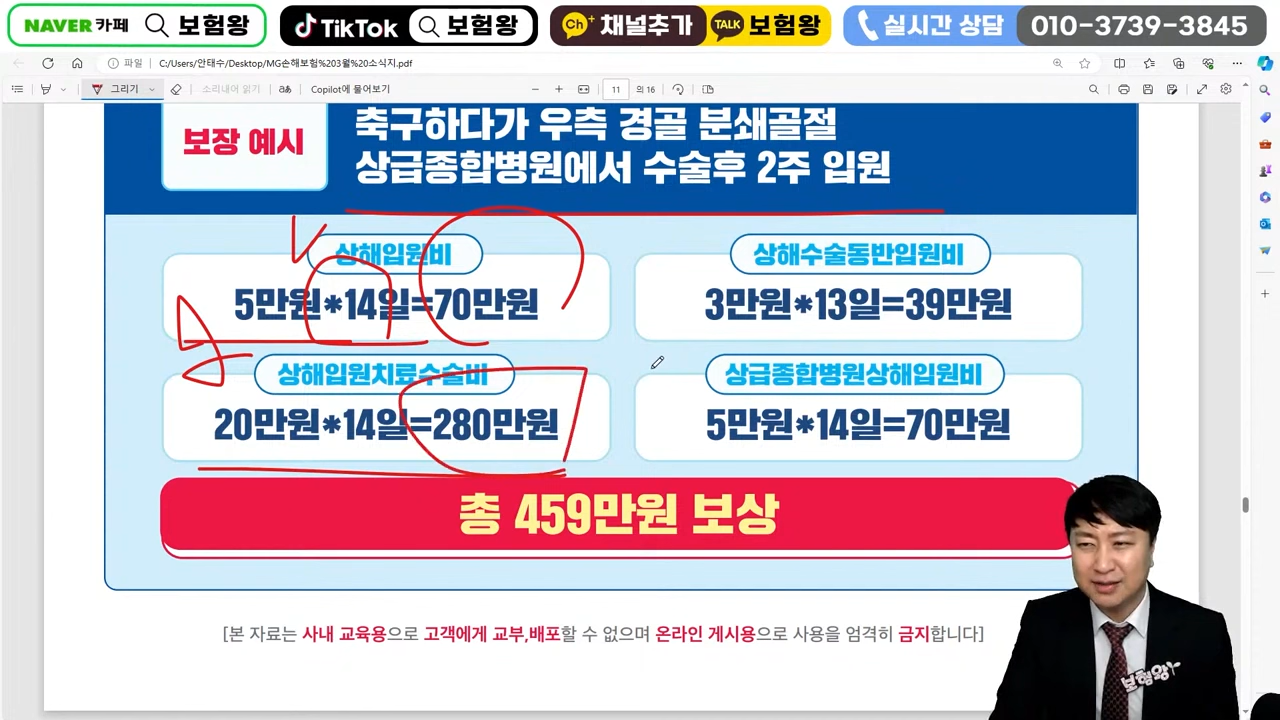 NAVER 카페 보험왕
TikTok 보험왕
Ch+ 채널추가 TALK 보험왕
실시간 상담 010-3739-3845
파일 C:/Users/안태수/Desktop/MG손해보험%203월%20소식지.pdf
그리기 소리내어 읽기 aあ Copilot에 물어보기
11 의 16
보장 예시
축구하다가 우측 경골 분쇄골절
상급종합병원에서 수술후 2주 입원
상해입원비
5만원*14일=70만원
상해수술동반입원비
3만원*13일=39만원
상해입원치료수술비
20만원*14일=280만원
상급종합병원상해입원비
5만원*14일=70만원
총 459만원 보상
[본 자료는 사내 교육용으로 고객에게 교부,배포할 수 없으며 온라인 게시용으로 사용을 엄격히 금지합니다]
보험왕